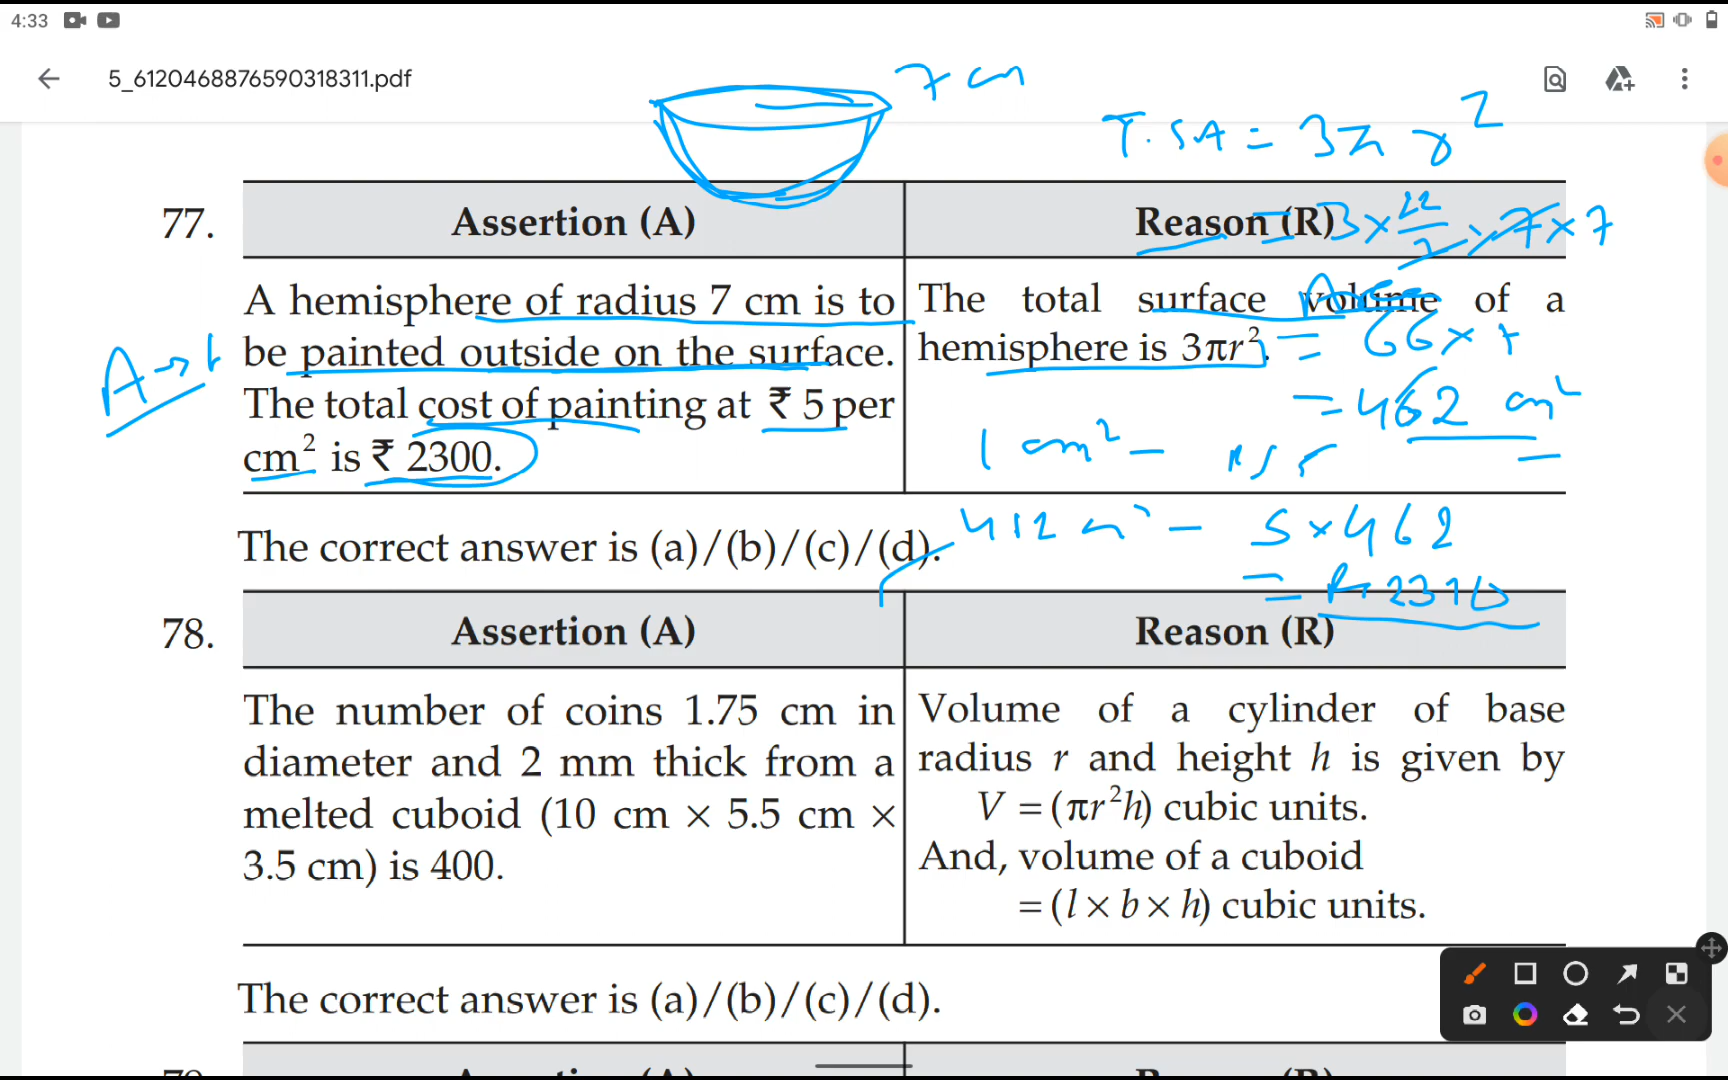 4:33
5_6120468876590318311.pdf
7 cm
T.SA = 3π r²
77.
Assertion (A)
Reason (R)
= 3 × 22/7 × 7 × 7
A hemisphere of radius 7 cm is to
be painted outside on the surface.
The total cost of painting at ₹ 5 per
cm² is ₹ 2300.
The total surface volume of a
hemisphere is 3πr².
A →
= 66 × 7
= 462 cm²
1 cm² – Rs 5
The correct answer is (a)/(b)/(c)/(d).
– 5 × 462
= Rs 2310
78.
Assertion (A)
Reason (R)
The number of coins 1.75 cm in
diameter and 2 mm thick from a
melted cuboid (10 cm × 5.5 cm ×
3.5 cm) is 400.
Volume of a cylinder of base
radius r and height h is given by
V = (πr²h) cubic units.
And, volume of a cuboid
= (l × b × h) cubic units.
The correct answer is (a)/(b)/(c)/(d).